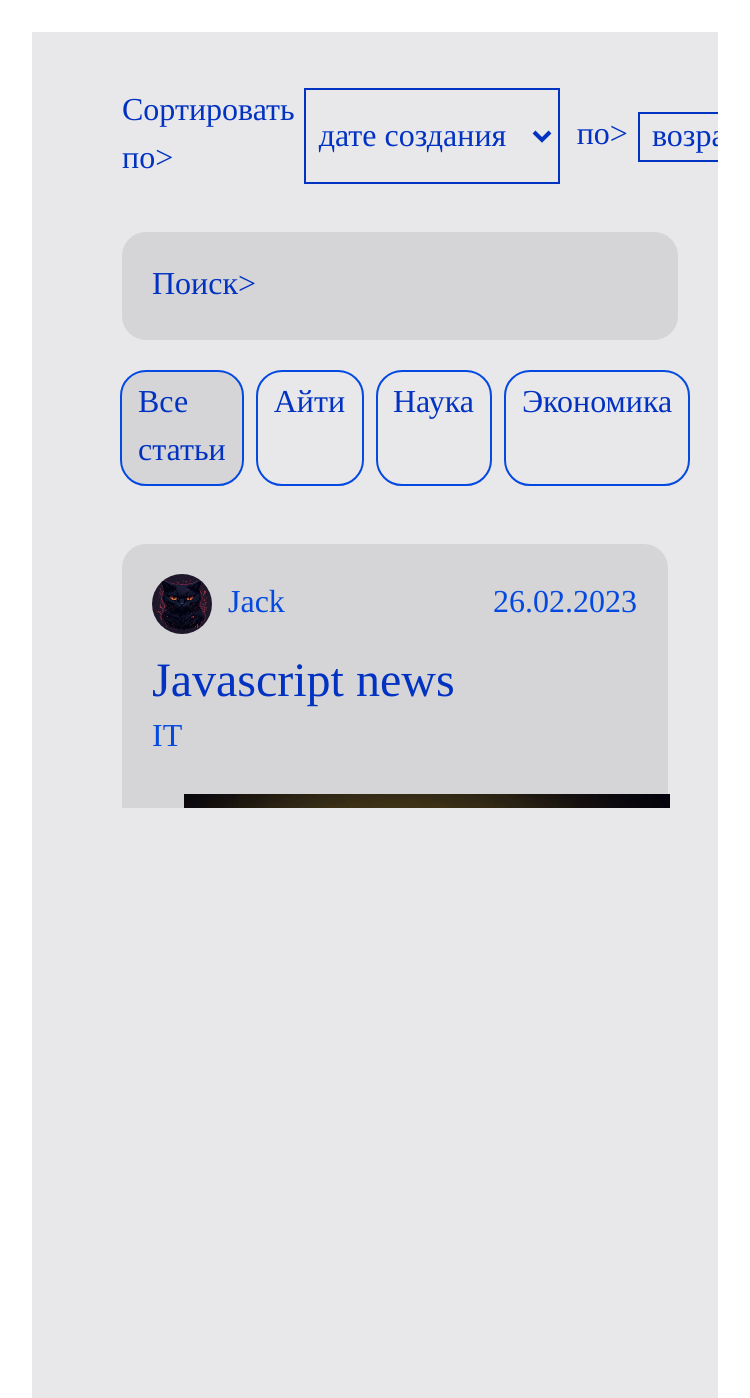 Сортировать по>
дате создания
по>
возра
Поиск>
Все статьи
Айти
Наука
Экономика
Jack
26.02.2023
Javascript news
IT